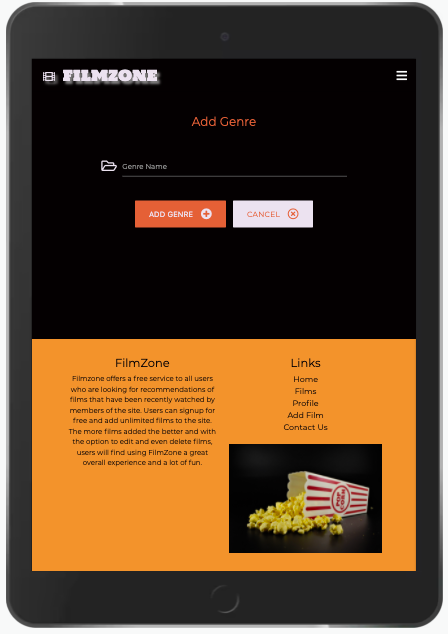 FILMZONE
Add Genre
Genre Name
ADD GENRE
CANCEL
FilmZone
Filmzone offers a free service to all users
who are looking for recommendations of
films that have been recently watched by
members of the site. Users can signup for
free and add unlimited films to the site.
The more films added the better and with
the option to edit and even delete films,
users will find using FilmZone a great
overall experience and a lot of fun.
Links
Home
Films
Profile
Add Film
Contact Us
POP
CORN